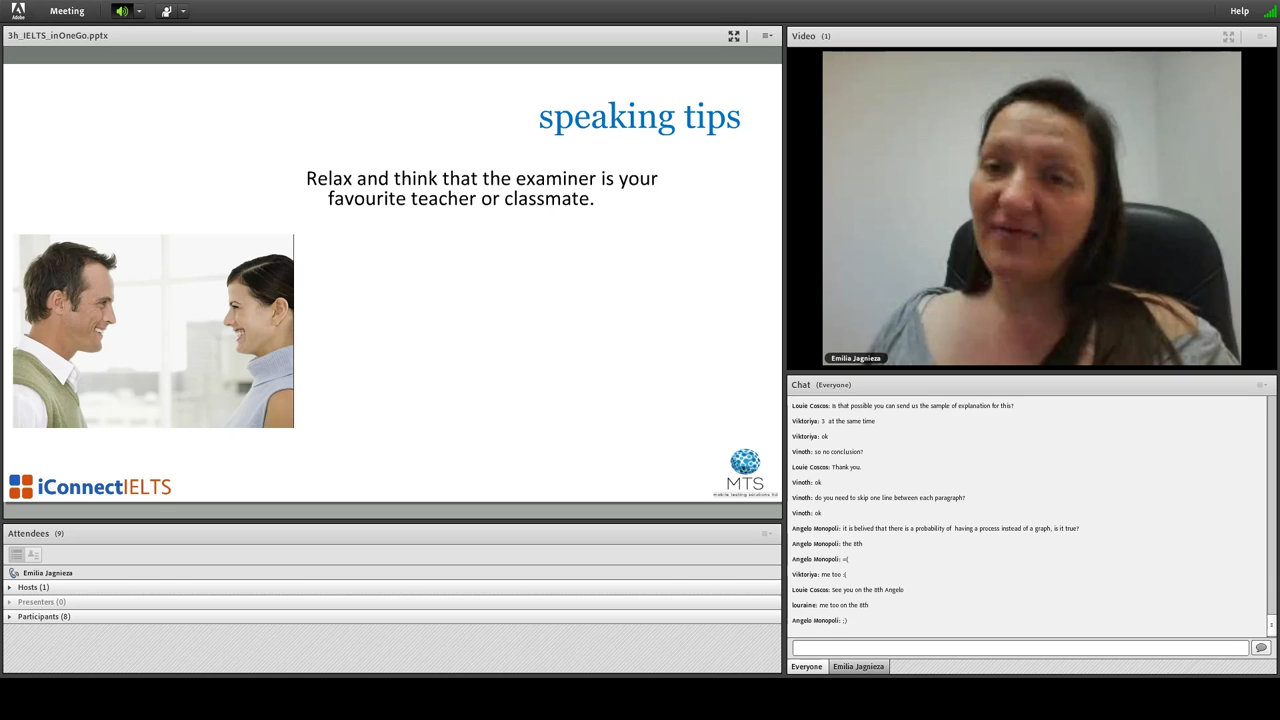 Adobe
Meeting
Help
3h_IELTS_inOneGo.pptx
speaking tips
Relax and think that the examiner is your
favourite teacher or classmate.
iConnectIELTS
MTS
mobile testing solutions ltd
Attendees (9)
Emilia Jagnieza
Hosts (1)
Presenters (0)
Participants (8)
Video (1)
Emilia Jagnieza
Chat (Everyone)
Louie Coscos: Is that possible you can send us the sample of explanation for this?
Viktoriya: 3 at the same time
Viktoriya: ok
Vinoth: so no conclusion?
Louie Coscos: Thank you.
Vinoth: ok
Vinoth: do you need to skip one line between each paragraph?
Vinoth: ok
Angelo Monopoli: it is belived that there is a probability of having a process instead of a graph, is it true?
Angelo Monopoli: the 8th
Angelo Monopoli: =(
Viktoriya: me too :(
Louie Coscos: See you on the 8th Angelo
louraine: me too on the 8th
Angelo Monopoli: ;)
Everyone
Emilia Jagnieza